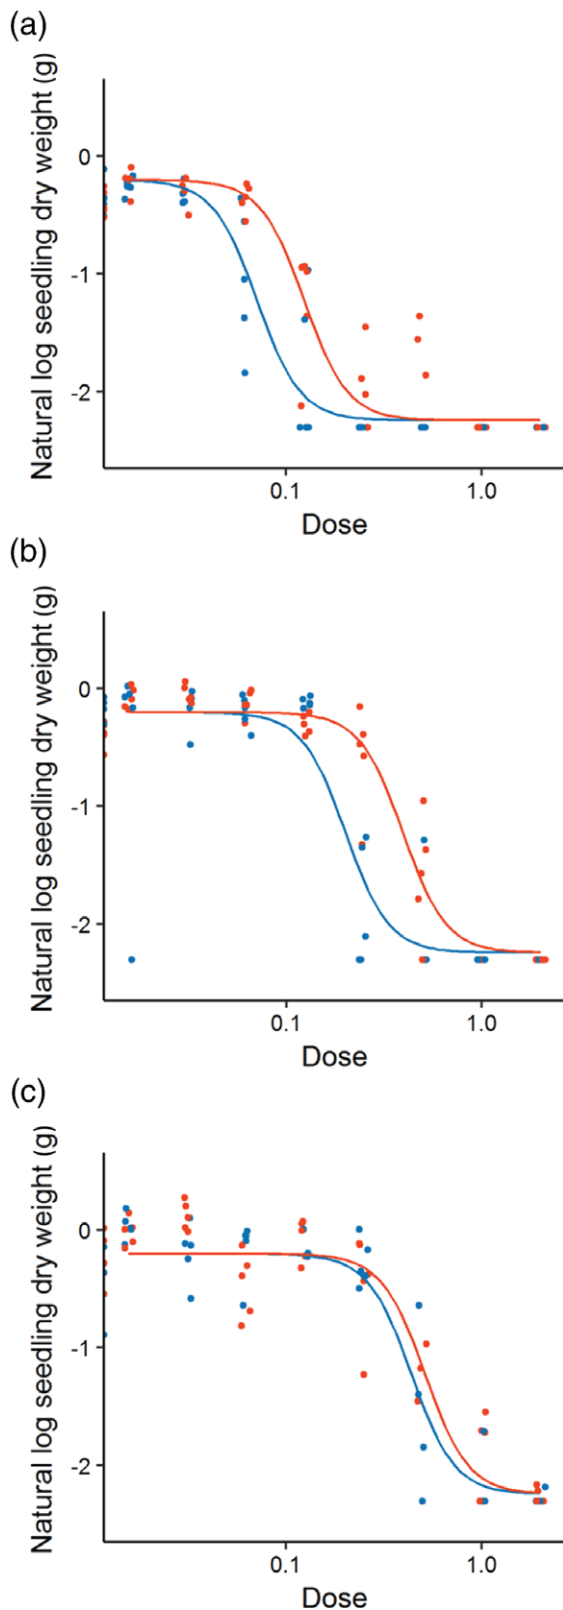 (a)
Natural log seedling dry weight (g)
0
-1
-2
0.1
1.0
Dose
(b)
Natural log seedling dry weight (g)
0
-1
-2
0.1
1.0
Dose
(c)
Natural log seedling dry weight (g)
0
-1
-2
0.1
1.0
Dose